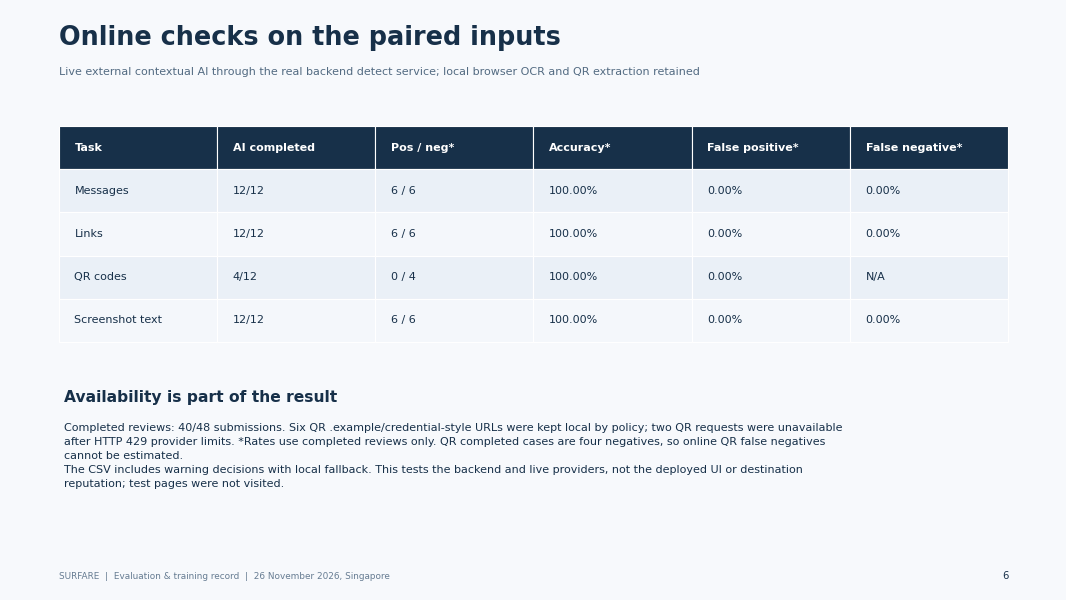 Online checks on the paired inputs
Live external contextual AI through the real backend detect service; local browser OCR and QR extraction retained
Task AI completed Pos / neg* Accuracy* False positive* False negative*
Messages 12/12 6 / 6 100.00% 0.00% 0.00%
Links 12/12 6 / 6 100.00% 0.00% 0.00%
QR codes 4/12 0 / 4 100.00% 0.00% N/A
Screenshot text 12/12 6 / 6 100.00% 0.00% 0.00%
Availability is part of the result
Completed reviews: 40/48 submissions. Six QR .example/credential-style URLs were kept local by policy; two QR requests were unavailable
after HTTP 429 provider limits. *Rates use completed reviews only. QR completed cases are four negatives, so online QR false negatives
cannot be estimated.
The CSV includes warning decisions with local fallback. This tests the backend and live providers, not the deployed UI or destination
reputation; test pages were not visited.
SURFARE | Evaluation & training record | 26 November 2026, Singapore 6